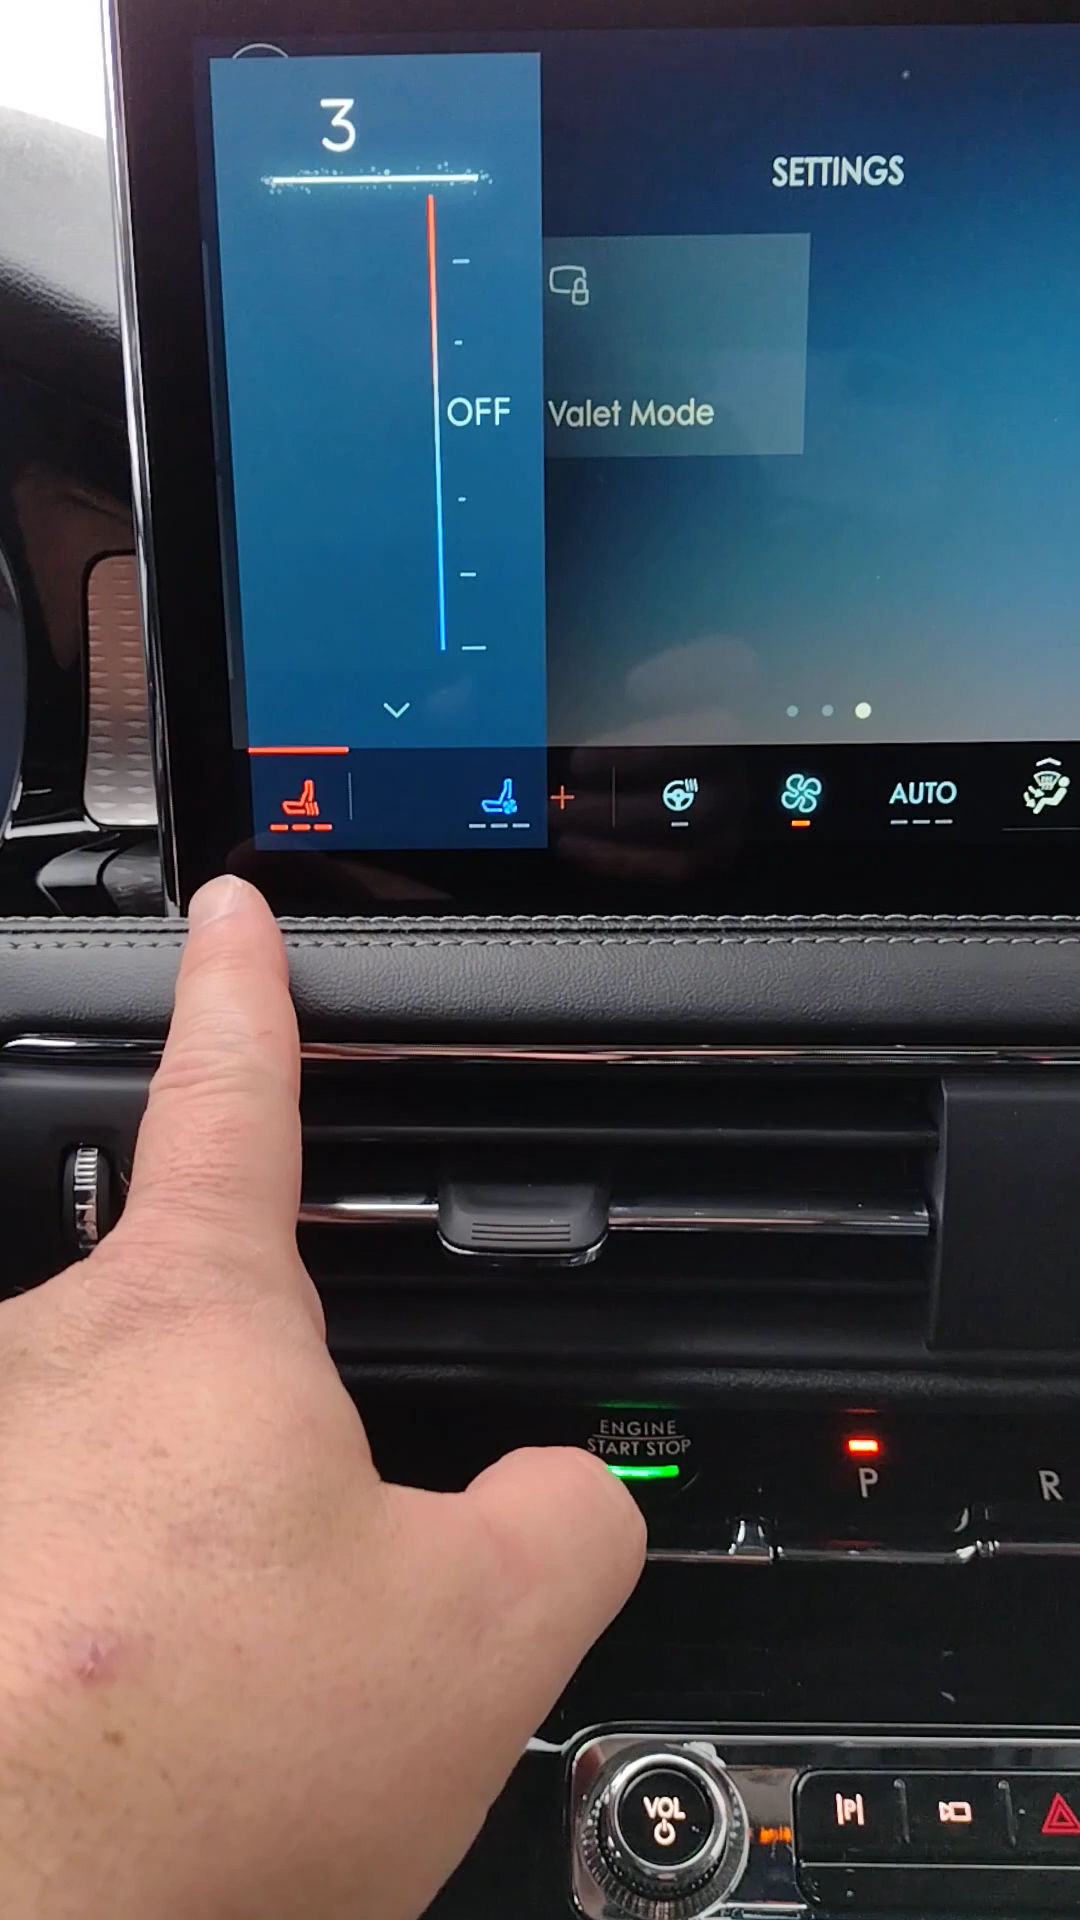 3
SETTINGS
OFF
Valet Mode
AUTO
ENGINE
START STOP
P
R
VOL
P